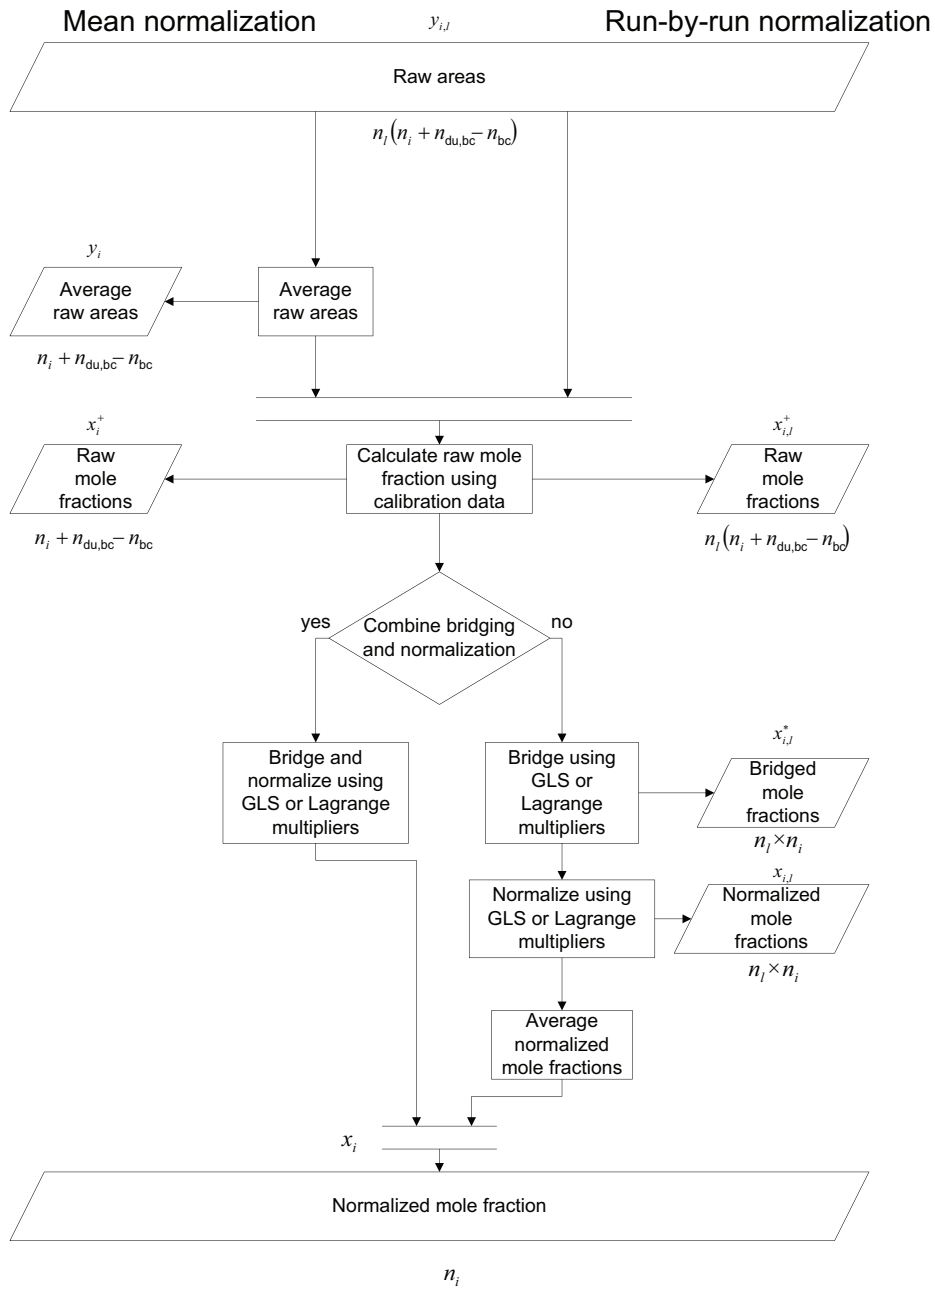 Mean normalization
y_{i,l}
Run-by-run normalization
Raw areas
n_l(n_i + n_{du,bc} − n_{bc})
y_i
Average
raw areas
Average
raw areas
n_i + n_{du,bc} − n_{bc}
x_i^+
x_{i,l}^+
Raw
mole
fractions
Calculate raw mole
fraction using
calibration data
Raw
mole
fractions
n_i + n_{du,bc} − n_{bc}
n_l(n_i + n_{du,bc} − n_{bc})
yes
Combine bridging
and normalization
no
x_{i,l}^*
Bridge and
normalize using
GLS or Lagrange
multipliers
Bridge using
GLS or
Lagrange
multipliers
Bridged
mole
fractions
n_l × n_i
x_{i,l}
Normalize using
GLS or Lagrange
multipliers
Normalized
mole
fractions
n_l × n_i
Average
normalized
mole fractions
x_i
Normalized mole fraction
n_i